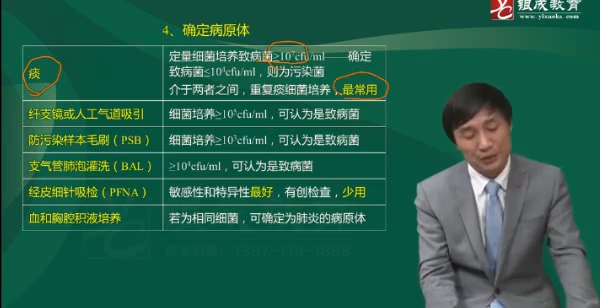 银成教育
www.yixueks.com
4、确定病原体
痰
定量细菌培养致病菌≥10⁷cfu/ml——确定
致病菌≤10⁴cfu/ml，则为污染菌
介于两者之间，重复痰细菌培养，最常用
纤支镜或人工气道吸引
细菌培养≥10⁵cfu/ml，可认为是致病菌
防污染样本毛刷（PSB）
细菌培养≥10³cfu/ml，可认为是致病菌
支气管肺泡灌洗（BAL）
≥10⁴cfu/ml，可认为是致病菌
经皮细针吸检（PFNA）
敏感性和特异性最好，有创检查，少用
血和胸腔积液培养
若为相同细菌，可确定为肺炎的病原体